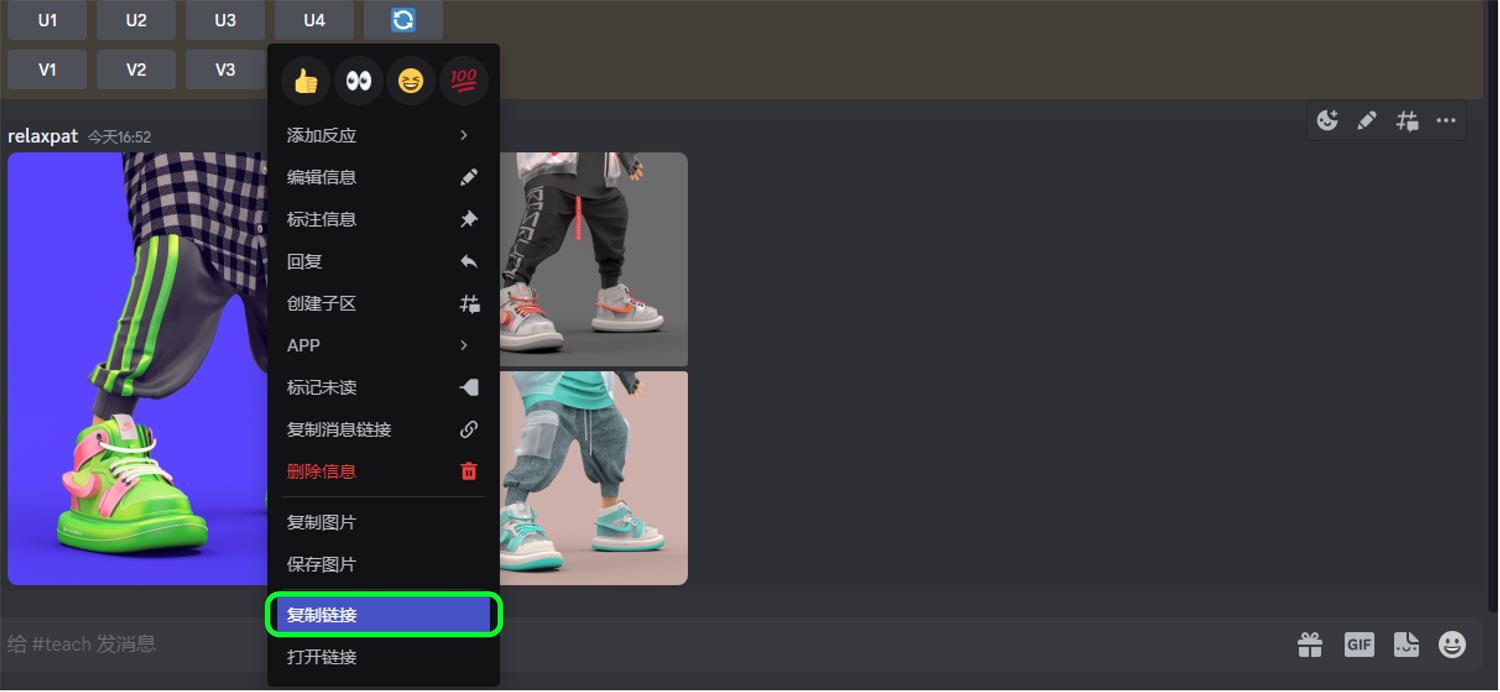 U1 U2 U3 U4
V1 V2 V3
relaxpat 今天16:52
添加反应
编辑信息
标注信息
回复
创建子区
APP
标记未读
复制消息链接
删除信息
复制图片
保存图片
复制链接
打开链接
给 #teach 发消息
GIF